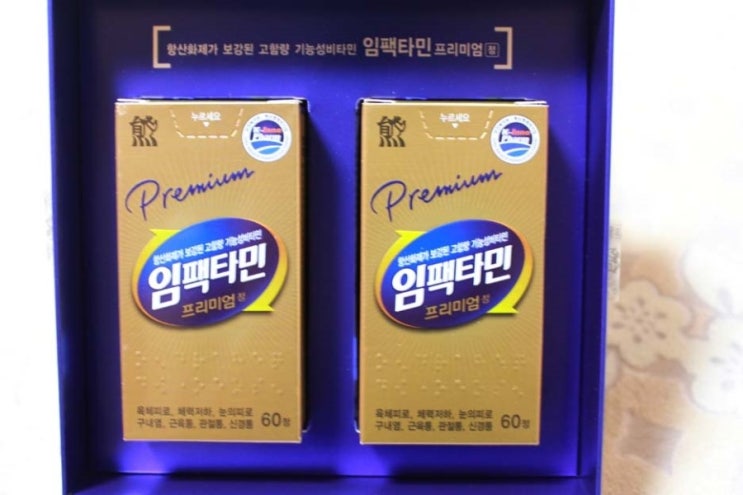 항산화제가 보강된 고함량 기능성비타민 임팩타민프리미엄정
누르세요
Premium
항산화제가 보강된 고함량 기능성비타민
임팩타민
프리미엄정
육체피로, 체력저하, 눈의피로
구내염, 근육통, 관절통, 신경통 60정
누르세요
Premium
항산화제가 보강된 고함량 기능성비타민
임팩타민
프리미엄정
육체피로, 체력저하, 눈의피로
구내염, 근육통, 관절통, 신경통 60정